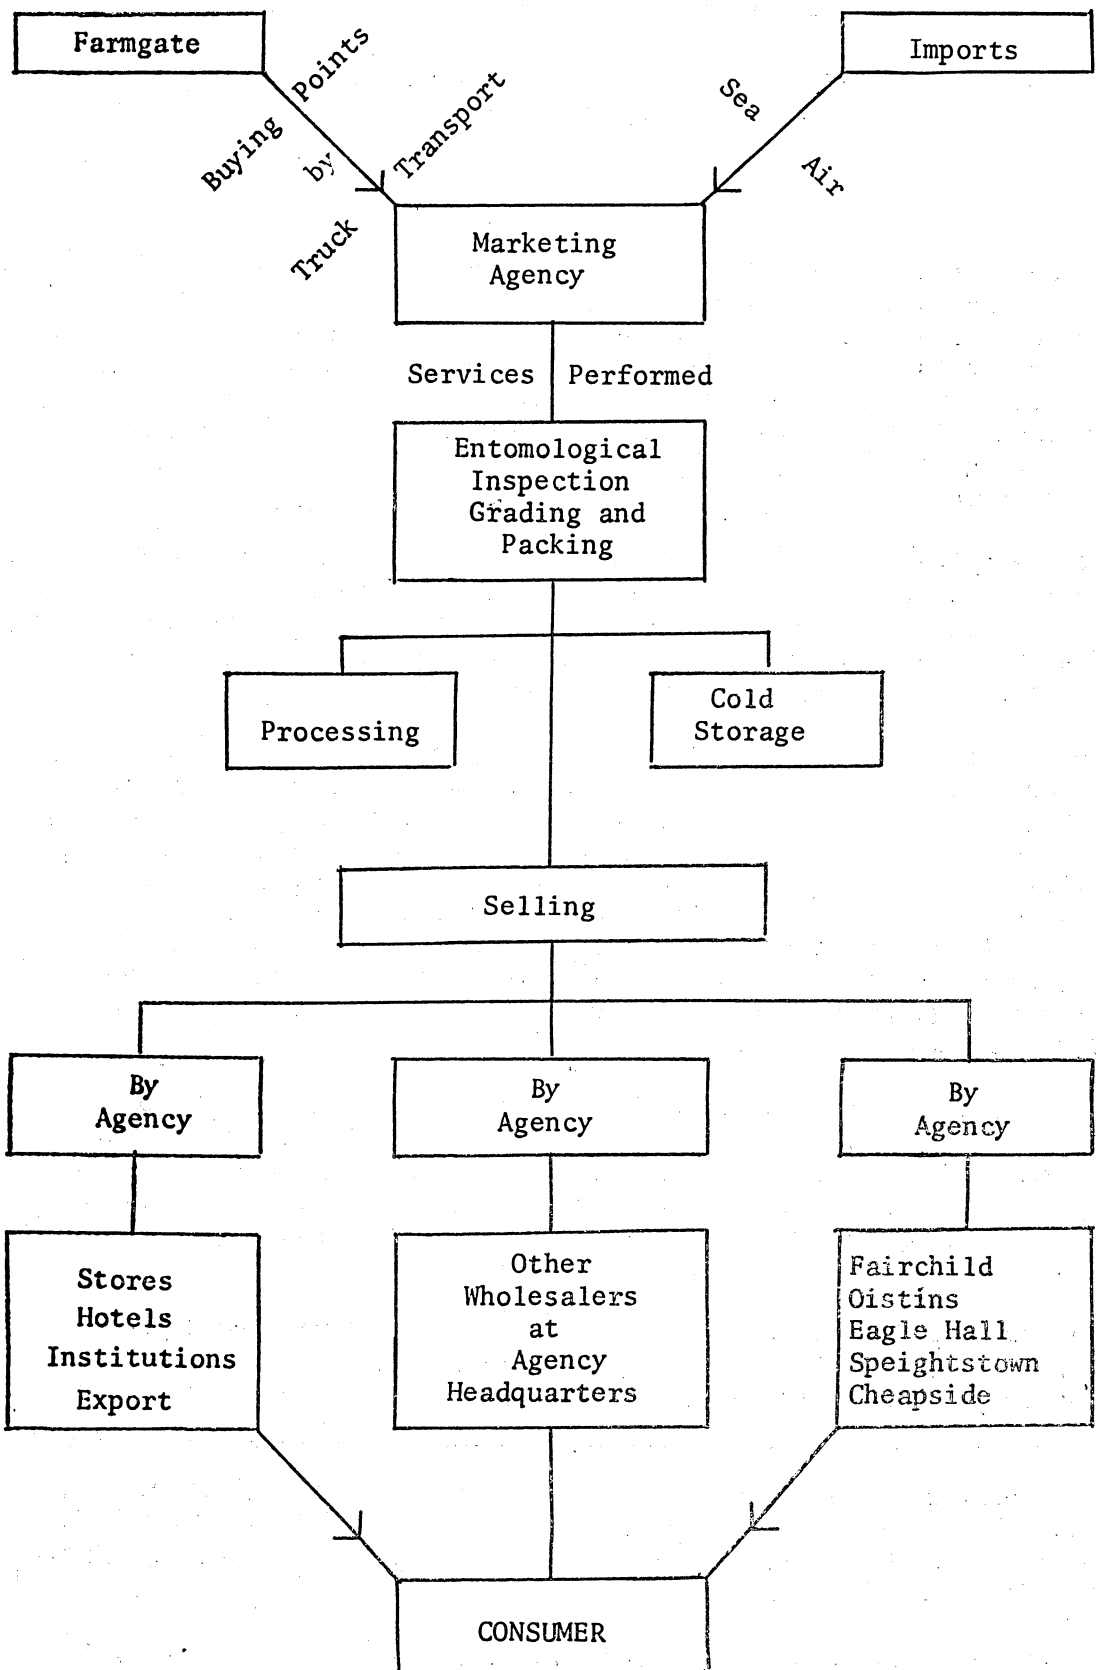 Farmgate
Imports
Buying Points
Truck by Transport
Sea
Air
Marketing
Agency
Services Performed
Entomological
Inspection
Grading and
Packing
Processing
Cold
Storage
Selling
By
Agency
By
Agency
By
Agency
Stores
Hotels
Institutions
Export
Other
Wholesalers
at
Agency
Headquarters
Fairchild
Oistins
Eagle Hall
Speightstown
Cheapside
CONSUMER